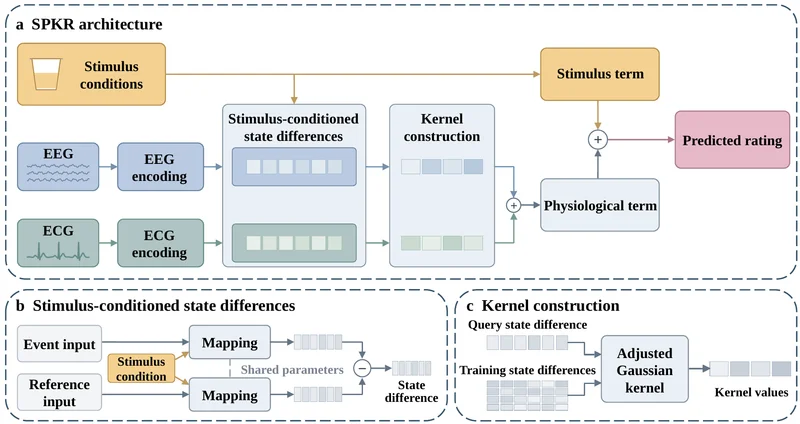 a SPKR architecture
Stimulus
conditions
Stimulus term
Stimulus-conditioned
state differences
Kernel
construction
+
Predicted rating
EEG
EEG
encoding
+
Physiological term
ECG
ECG
encoding
b Stimulus-conditioned state differences
Event input
Stimulus
condition
Reference
input
Mapping
Shared parameters
Mapping
−
State
difference
c Kernel construction
Query state difference
Training state differences
Adjusted
Gaussian
kernel
Kernel values